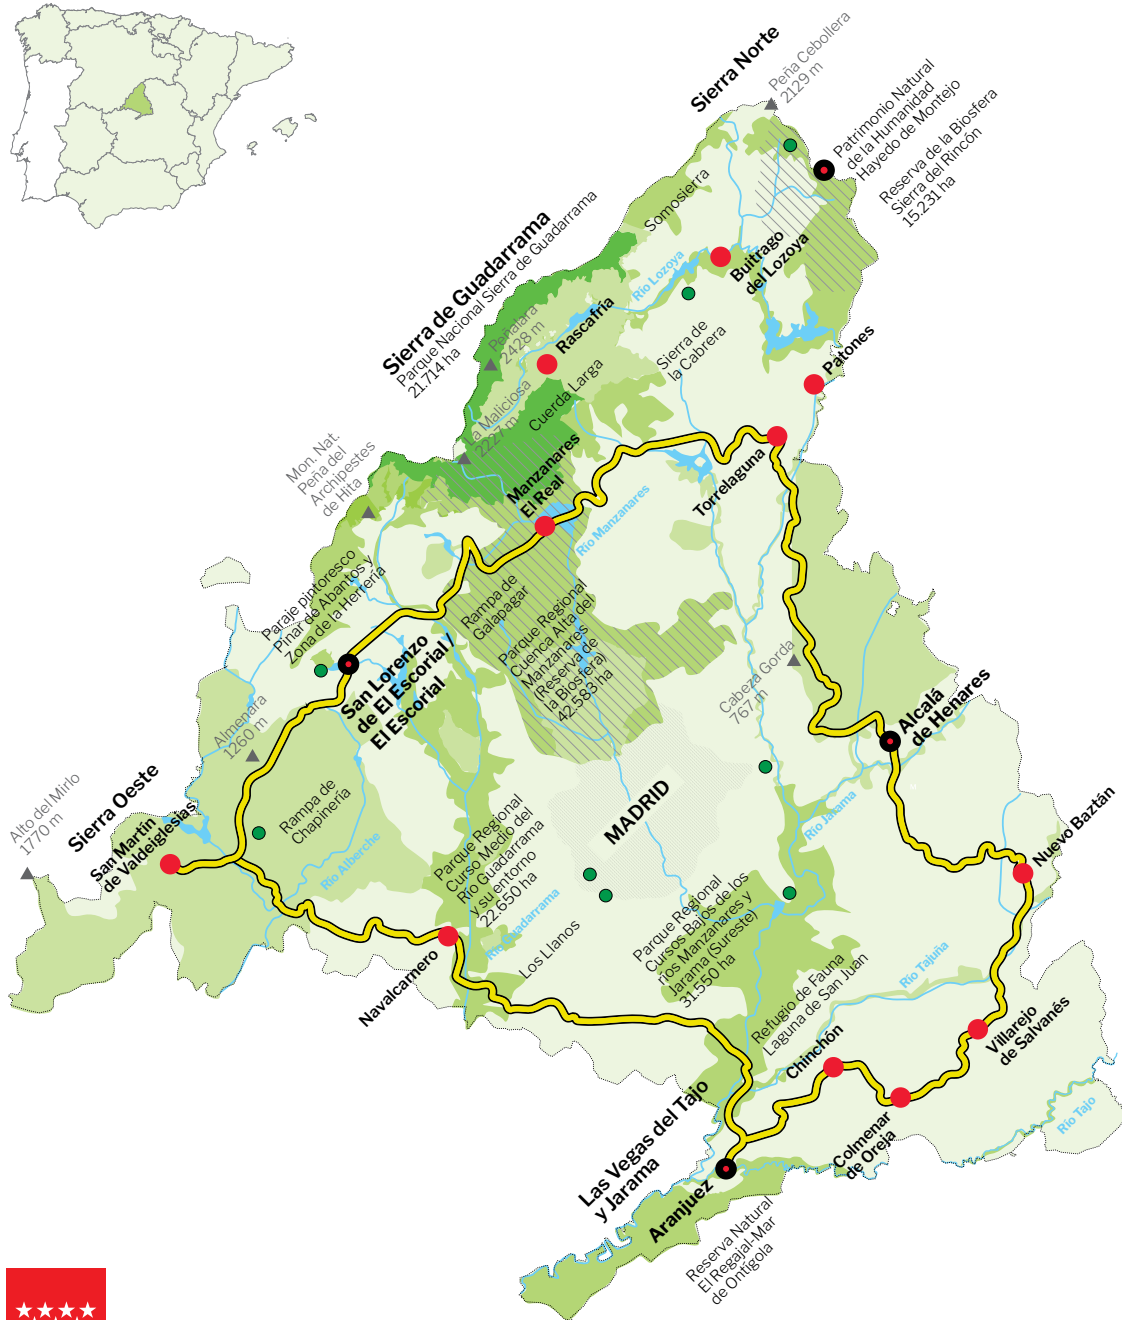 Sierra Norte
Peña Cebollera
2129 m
Patrimonio Natural
de la Humanidad
Hayedo de Montejo
Reserva de la Biosfera
Sierra del Rincón
15.231 ha
Somosierra
Buitrago
del Lozoya
Río Lozoya
Sierra de Guadarrama
Parque Nacional Sierra de Guadarrama
21.714 ha
Peñalara
2428 m
Rascafría
Sierra de
la Cabrera
Patones
Cuerda Larga
La Maliciosa
2227 m
Mon. Nat.
Peña del
Archipestes
de Hita
Manzanares
El Real
Torrelaguna
Río Manzanares
Paraje pintoresco
Pinar de Abantos y
Zona de la Herrería
Rampa de
Galapagar
Parque Regional
Cuenca Alta del
Manzanares
(Reserva de
la Biosfera)
42.583 ha
San Lorenzo
de El Escorial /
El Escorial
Cabeza Gorda
767 m
Alcalá
de Henares
Almenara
1260 m
Alto del Mirlo
1770 m
Sierra Oeste
San Martín
de Valdeiglesias
Rampa de
Chapinería
MADRID
Río Jarama
Nuevo Baztán
Río Alberche
Parque Regional
Curso Medio del
Río Guadarrama
y su entorno
22.650 ha
Río Guadarrama
Los Llanos
Navalcarnero
Parque Regional
Cursos Bajos de los
ríos Manzanares y
Jarama (Sureste)
31.550 ha
Río Tajuña
Refugio de Fauna
Laguna de San Juan
Chinchón
Villarejo
de Salvanés
Las Vegas del Tajo
y Jarama
Colmenar
de Oreja
Río Tajo
Aranjuez
Reserva Natural
El Regajal-Mar
de Ontígola